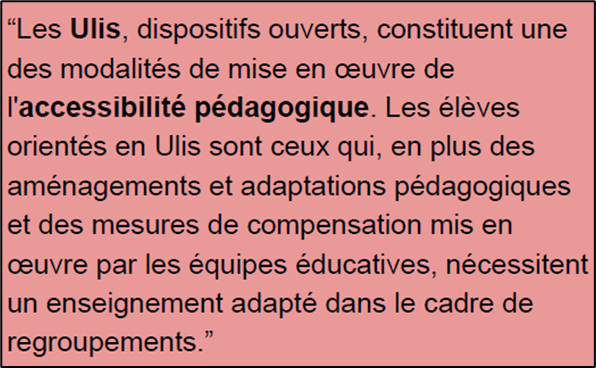 “Les Ulis, dispositifs ouverts, constituent une
des modalités de mise en œuvre de
l'accessibilité pédagogique. Les élèves
orientés en Ulis sont ceux qui, en plus des
aménagements et adaptations pédagogiques
et des mesures de compensation mis en
œuvre par les équipes éducatives, nécessitent
un enseignement adapté dans le cadre de
regroupements.”